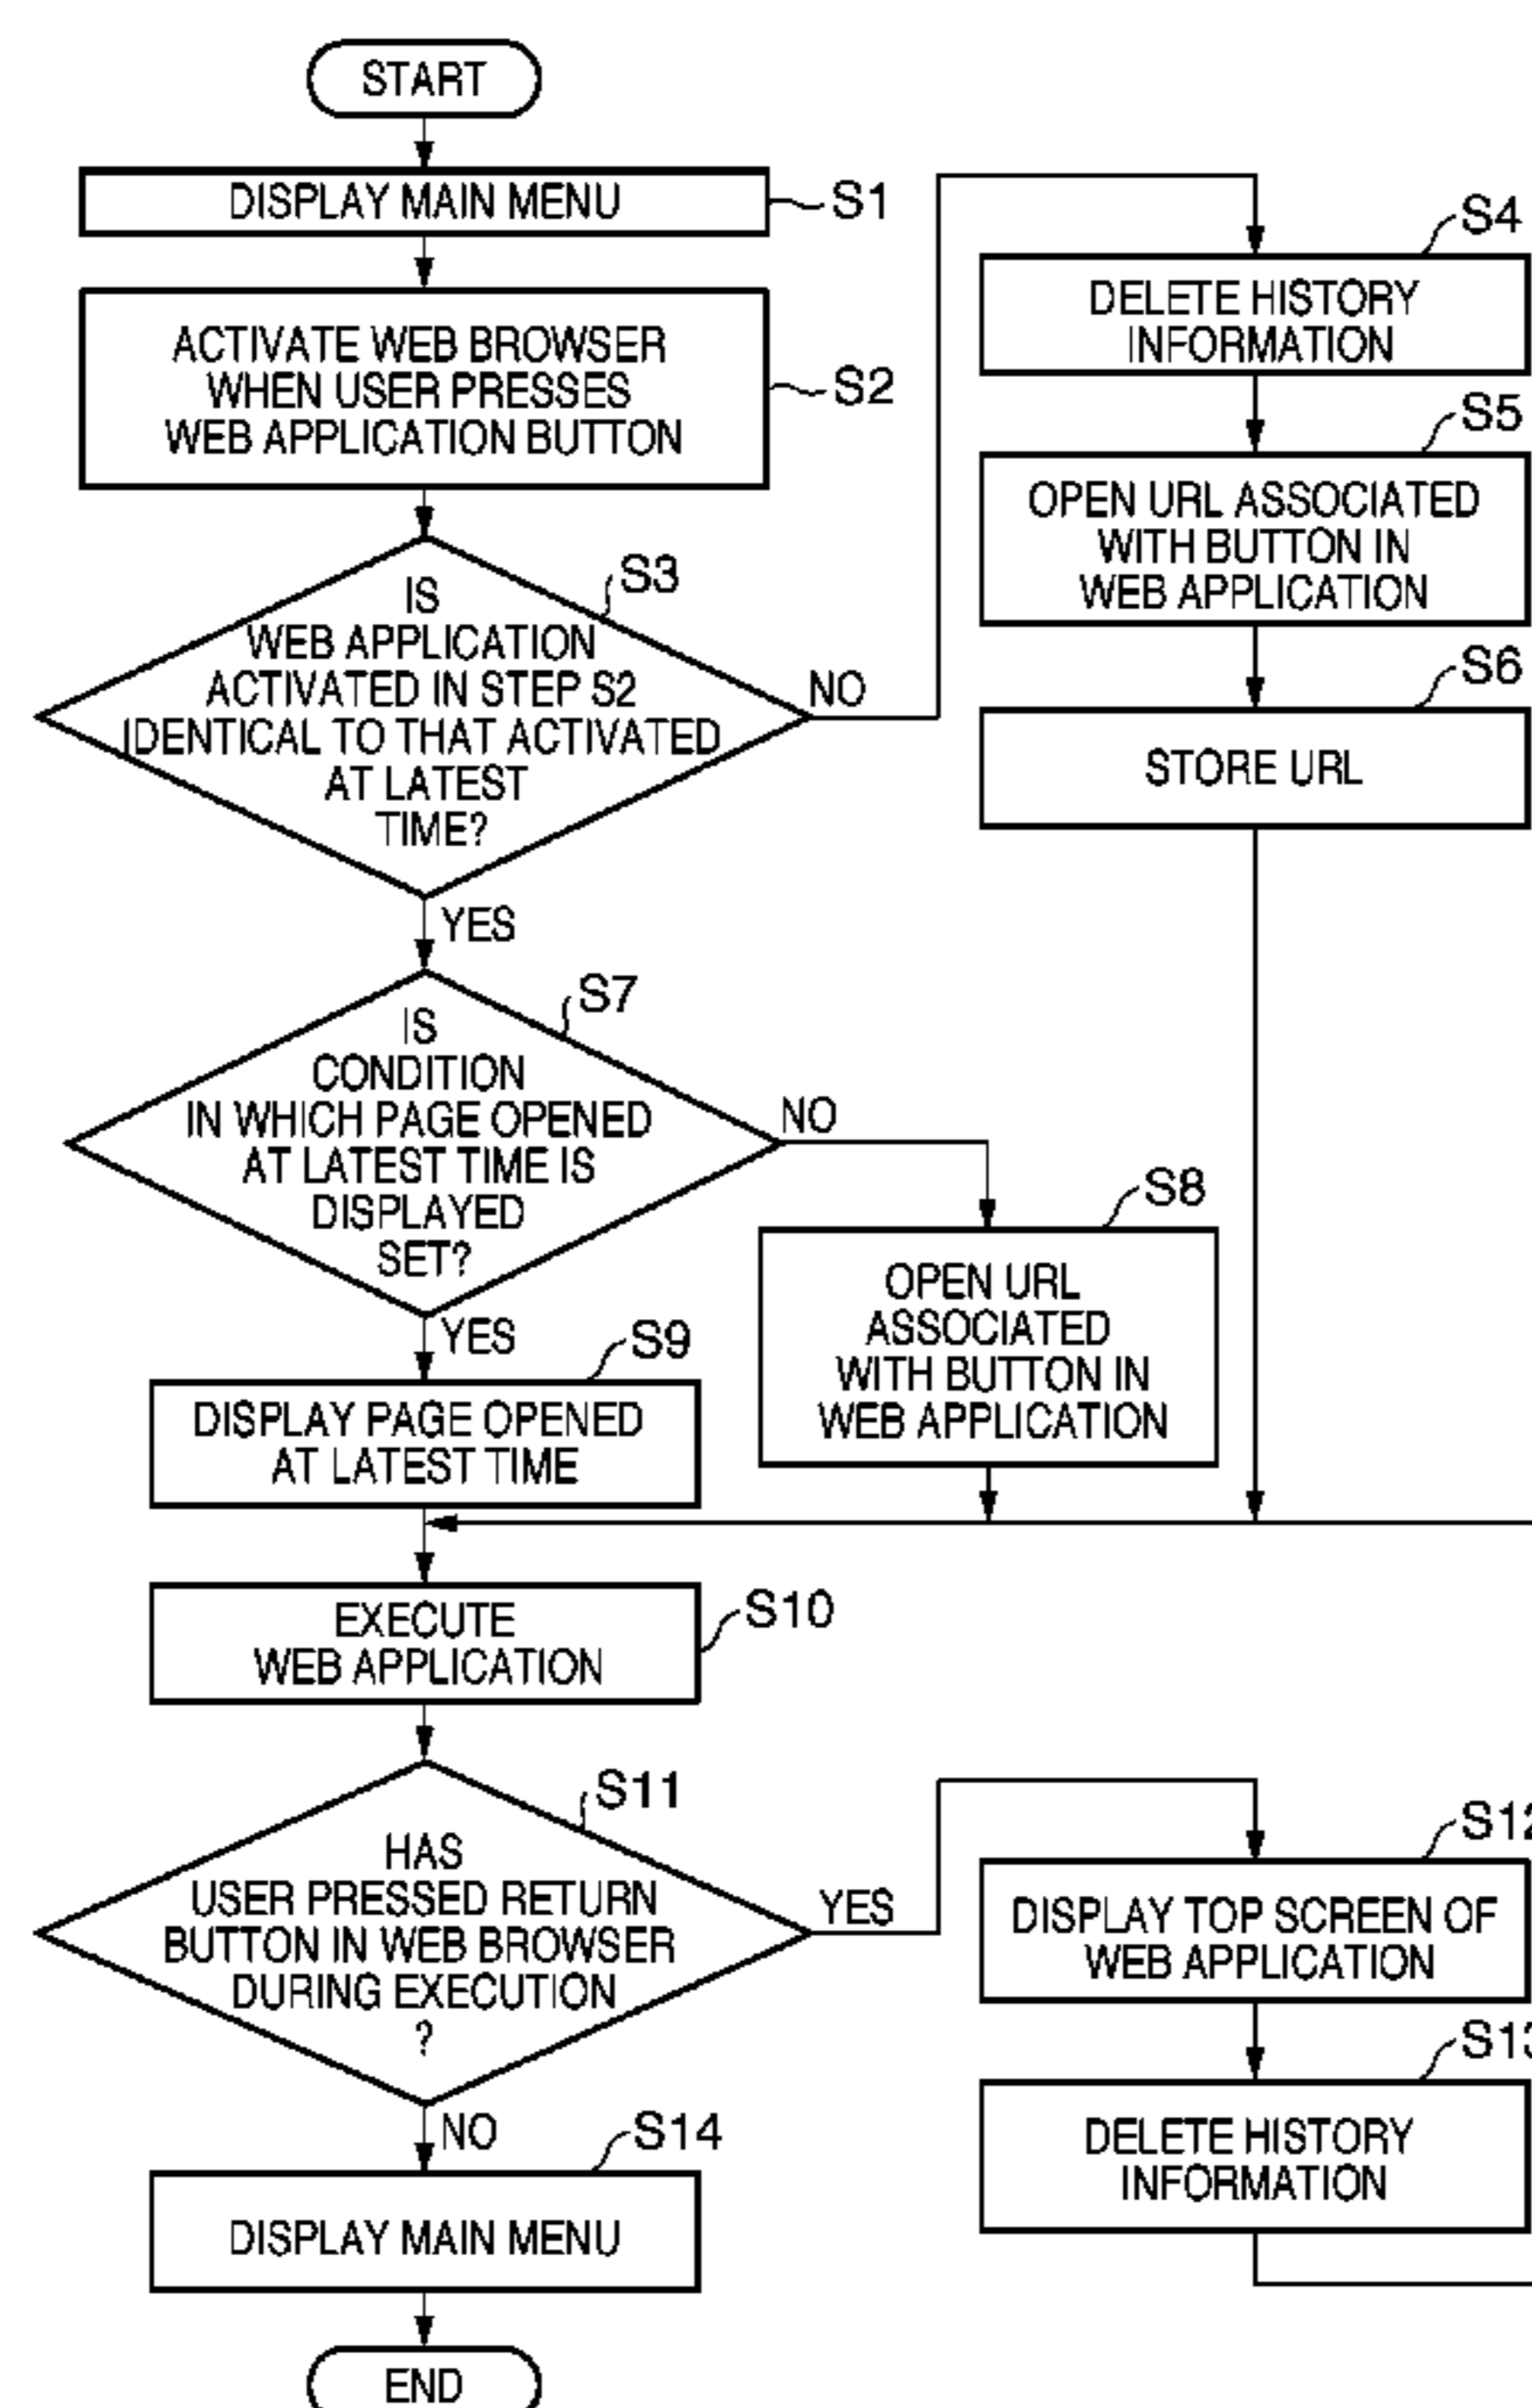 START
DISPLAY MAIN MENU
S1
ACTIVATE WEB BROWSER
WHEN USER PRESSES
WEB APPLICATION BUTTON
S2
S3
IS
WEB APPLICATION
ACTIVATED IN STEP S2
IDENTICAL TO THAT ACTIVATED
AT LATEST
TIME?
NO
YES
S4
DELETE HISTORY
INFORMATION
S5
OPEN URL ASSOCIATED
WITH BUTTON IN
WEB APPLICATION
S6
STORE URL
S7
IS
CONDITION
IN WHICH PAGE OPENED
AT LATEST TIME IS
DISPLAYED
SET?
NO
YES
S8
OPEN URL
ASSOCIATED
WITH BUTTON IN
WEB APPLICATION
S9
DISPLAY PAGE OPENED
AT LATEST TIME
EXECUTE
WEB APPLICATION
S10
S11
HAS
USER PRESSED RETURN
BUTTON IN WEB BROWSER
DURING EXECUTION
?
YES
NO
S12
DISPLAY TOP SCREEN OF
WEB APPLICATION
S13
DELETE HISTORY
INFORMATION
S14
DISPLAY MAIN MENU
END